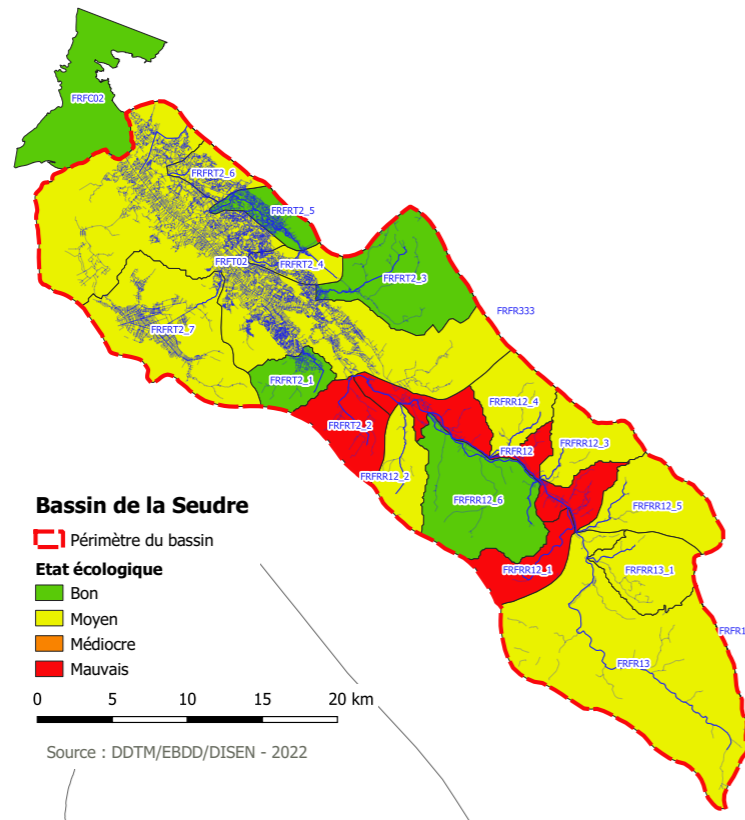 FRFC02
FRFRT2_6
FRFRT2_5
FRFT02
FRFRT2_4
FRFRT2_3
FRFR333
FRFRT2_7
FRFRT2_1
FRFRT2_2
FRFRR12_4
FRFR12
FRFRR12_3
FRFRR12_2
FRFRR12_6
FRFRR12_5
FRFRR12_1
FRFRR13_1
FRFR1
FRFR13
Bassin de la Seudre
Périmètre du bassin
Etat écologique
Bon
Moyen
Médiocre
Mauvais
0 5 10 15 20 km
Source : DDTM/EBDD/DISEN - 2022